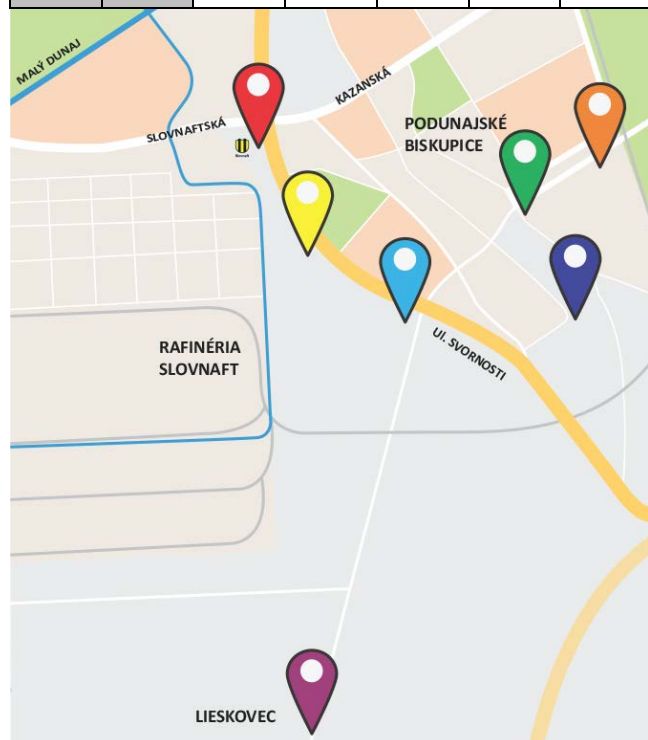 MALÝ DUNAJ
SLOVNAFTSKÁ
KAZANSKÁ
PODUNAJSKÉ
BISKUPICE
RAFINÉRIA
SLOVNAFT
Ul. SVORNOSTI
LIESKOVEC